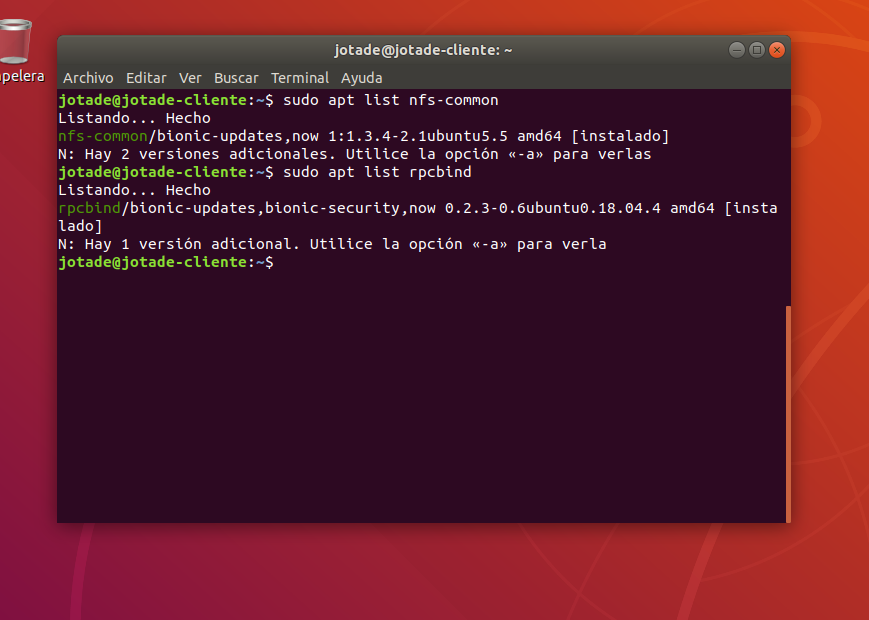 pelera
jotade@jotade-cliente: ~
Archivo Editar Ver Buscar Terminal Ayuda
jotade@jotade-cliente:~$ sudo apt list nfs-common
Listando... Hecho
nfs-common/bionic-updates,now 1:1.3.4-2.1ubuntu5.5 amd64 [instalado]
N: Hay 2 versiones adicionales. Utilice la opción «-a» para verlas
jotade@jotade-cliente:~$ sudo apt list rpcbind
Listando... Hecho
rpcbind/bionic-updates,bionic-security,now 0.2.3-0.6ubuntu0.18.04.4 amd64 [insta
lado]
N: Hay 1 versión adicional. Utilice la opción «-a» para verla
jotade@jotade-cliente:~$